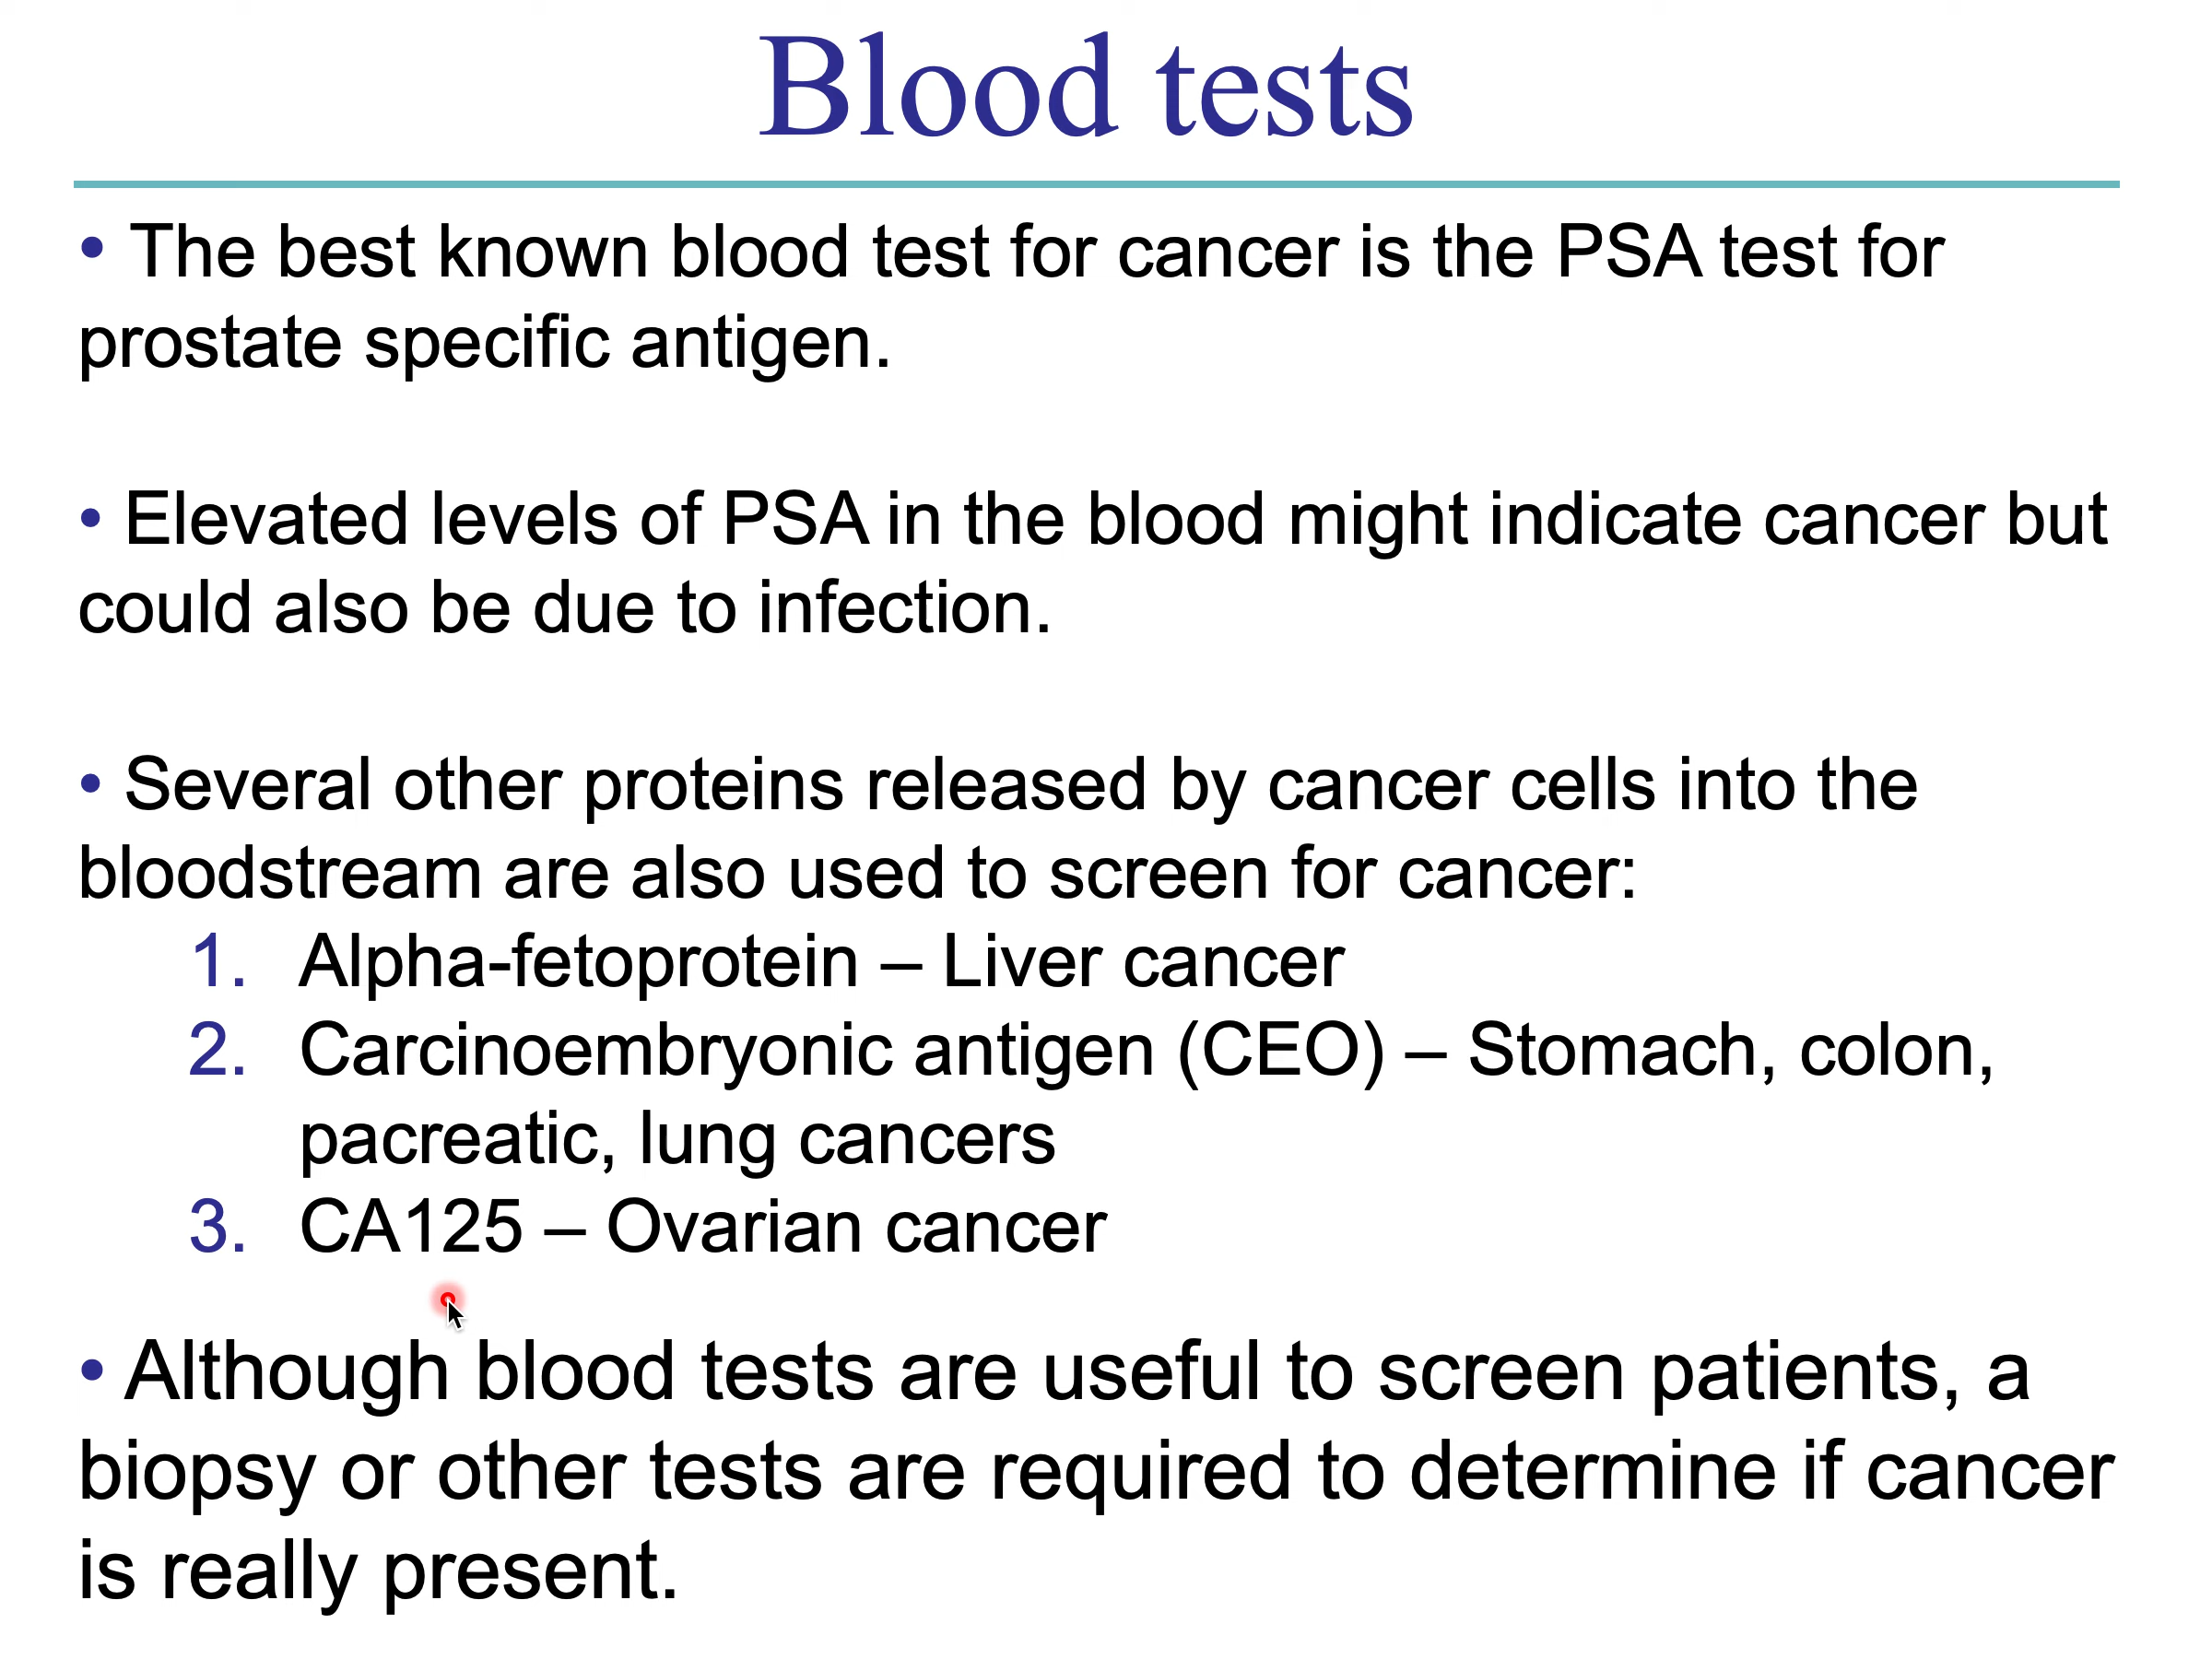 Blood tests
• The best known blood test for cancer is the PSA test for
prostate specific antigen.
• Elevated levels of PSA in the blood might indicate cancer but
could also be due to infection.
• Several other proteins released by cancer cells into the
bloodstream are also used to screen for cancer:
1. Alpha-fetoprotein – Liver cancer
2. Carcinoembryonic antigen (CEO) – Stomach, colon,
pacreatic, lung cancers
3. CA125 – Ovarian cancer
• Although blood tests are useful to screen patients, a
biopsy or other tests are required to determine if cancer
is really present.